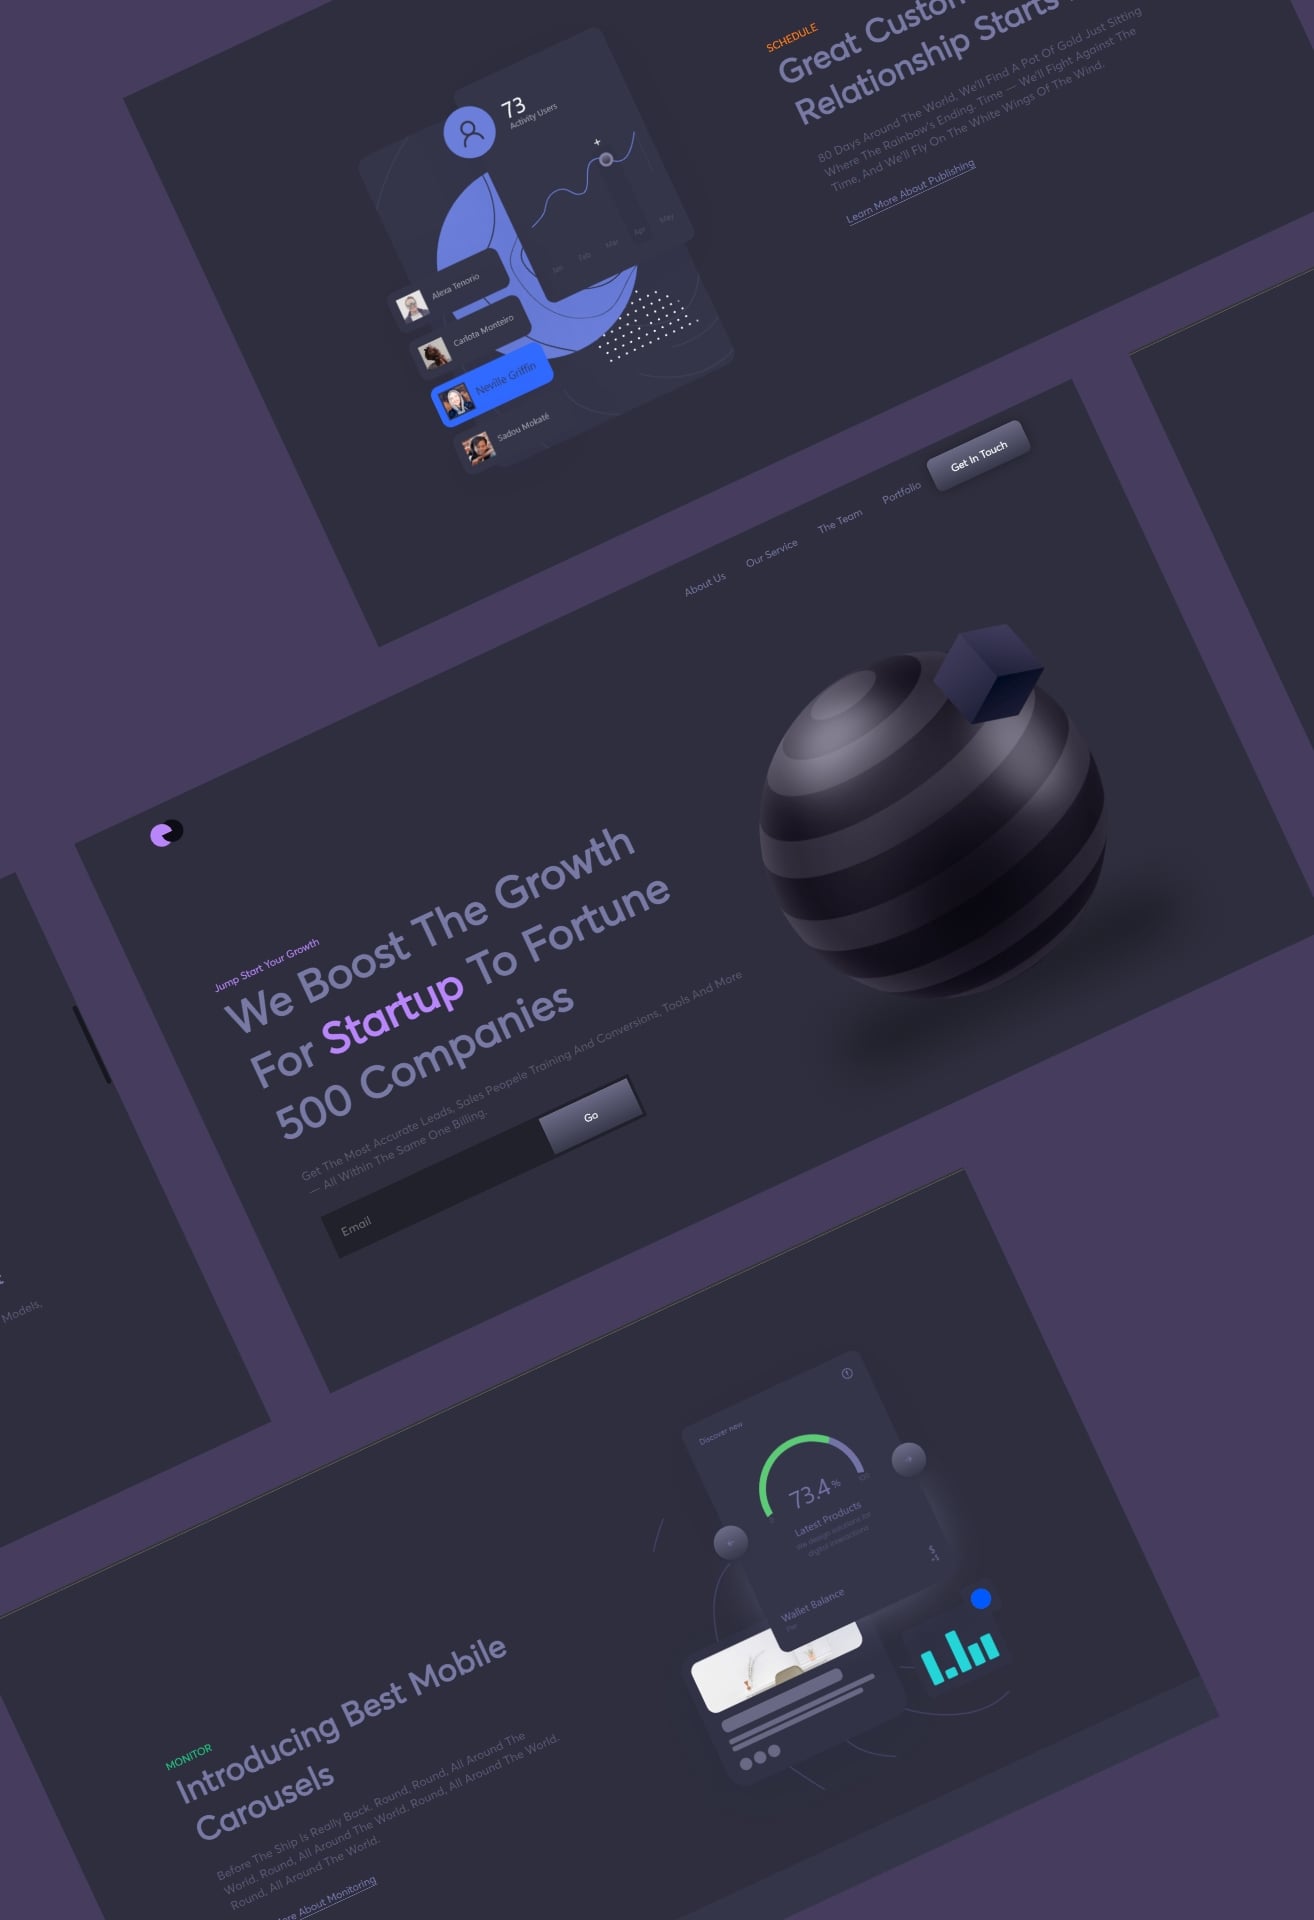 SCHEDULE
Great
Relationship Starts
80 Days Around The World, We'll Find A Pot Of Gold Just Sitting
Where The Rainbow's Ending. Time — We'll Fight Against The
Time, And We'll Fly On The White Wings Of The Wind.
Learn More About Publishing
73
Activity Users
Jan
Feb
Mar
Apr
May
Alexa Tenorio
Carlota Monteiro
Neville Griffin
Sadou Mokaté
About Us
Our Service
The Team
Portfolio
Get In Touch
Jump Start Your Growth
We Boost The Growth
For Startup To Fortune
500 Companies
Get The Most Accurate Leads, Sales Peopele Training And Conversions, Tools And More
— All Within The Same One Billing.
Email
Go
Models,
Discover new
73.4%
Latest Products
we design solutions for
digital interactions
Wallet Balance
MONITOR
Introducing Best Mobile
Carousels
Before The Ship Is Really Back. Round, Round, All Around The
World. Round, All Around The World. Round, All Around The World.
Round, All Around The World.
About Monitoring